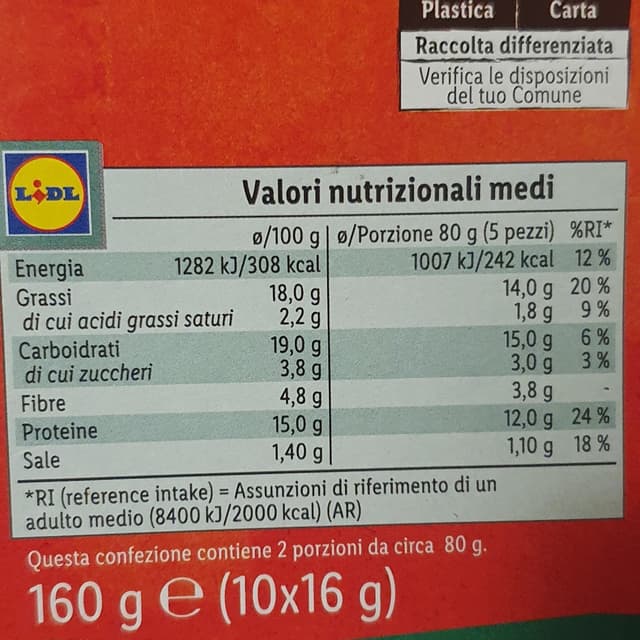 Plastica Carta
Raccolta differenziata
Verifica le disposizioni
del tuo Comune
LIDL
Valori nutrizionali medi
ø/100 g ø/Porzione 80 g (5 pezzi) %RI*
Energia 1282 kJ/308 kcal 1007 kJ/242 kcal 12 %
Grassi 18,0 g 14,0 g 20 %
di cui acidi grassi saturi 2,2 g 1,8 g 9 %
Carboidrati 19,0 g 15,0 g 6 %
di cui zuccheri 3,8 g 3,0 g 3 %
Fibre 4,8 g 3,8 g -
Proteine 15,0 g 12,0 g 24 %
Sale 1,40 g 1,10 g 18 %
*RI (reference intake) = Assunzioni di riferimento di un
adulto medio (8400 kJ/2000 kcal) (AR)
Questa confezione contiene 2 porzioni da circa 80 g.
160 g ℮ (10x16 g)